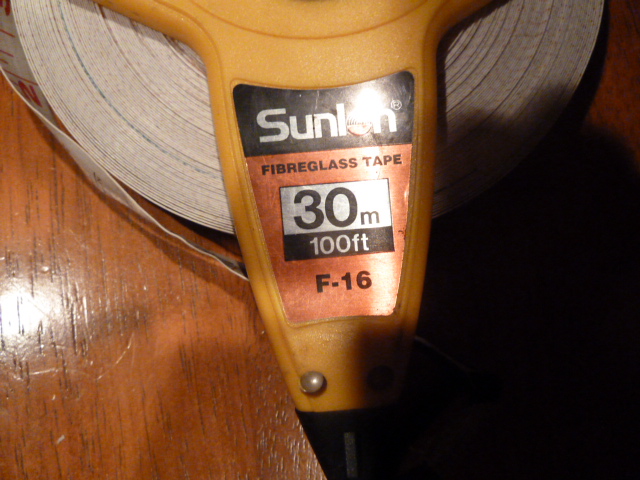 Sunlon®
FIBREGLASS TAPE
30m
100ft
F-16